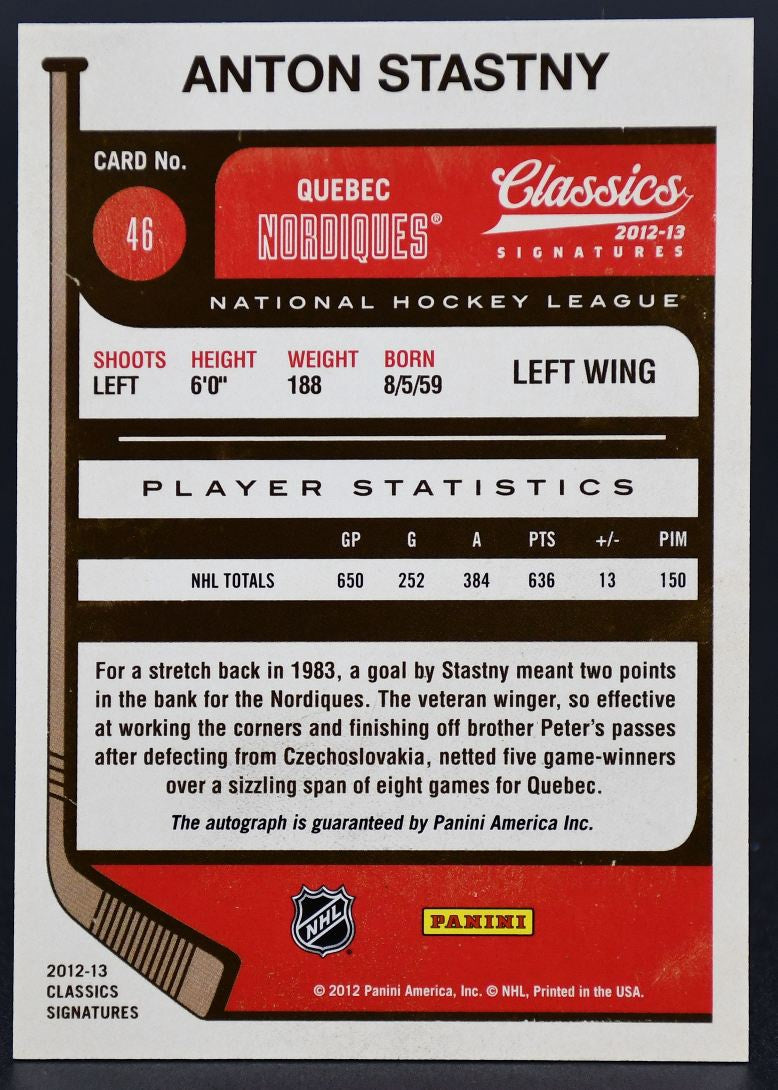 ANTON STASTNY
CARD No.
46
QUEBEC
NORDIQUES®
Classics
2012-13
SIGNATURES
NATIONAL HOCKEY LEAGUE
SHOOTS HEIGHT WEIGHT BORN
LEFT 6'0" 188 8/5/59
LEFT WING
PLAYER STATISTICS
GP G A PTS +/- PIM
NHL TOTALS 650 252 384 636 13 150
For a stretch back in 1983, a goal by Stastny meant two points
in the bank for the Nordiques. The veteran winger, so effective
at working the corners and finishing off brother Peter's passes
after defecting from Czechoslovakia, netted five game-winners
over a sizzling span of eight games for Quebec.
The autograph is guaranteed by Panini America Inc.
NHL
PANINI
2012-13
CLASSICS
SIGNATURES
© 2012 Panini America, Inc. © NHL, Printed in the USA.